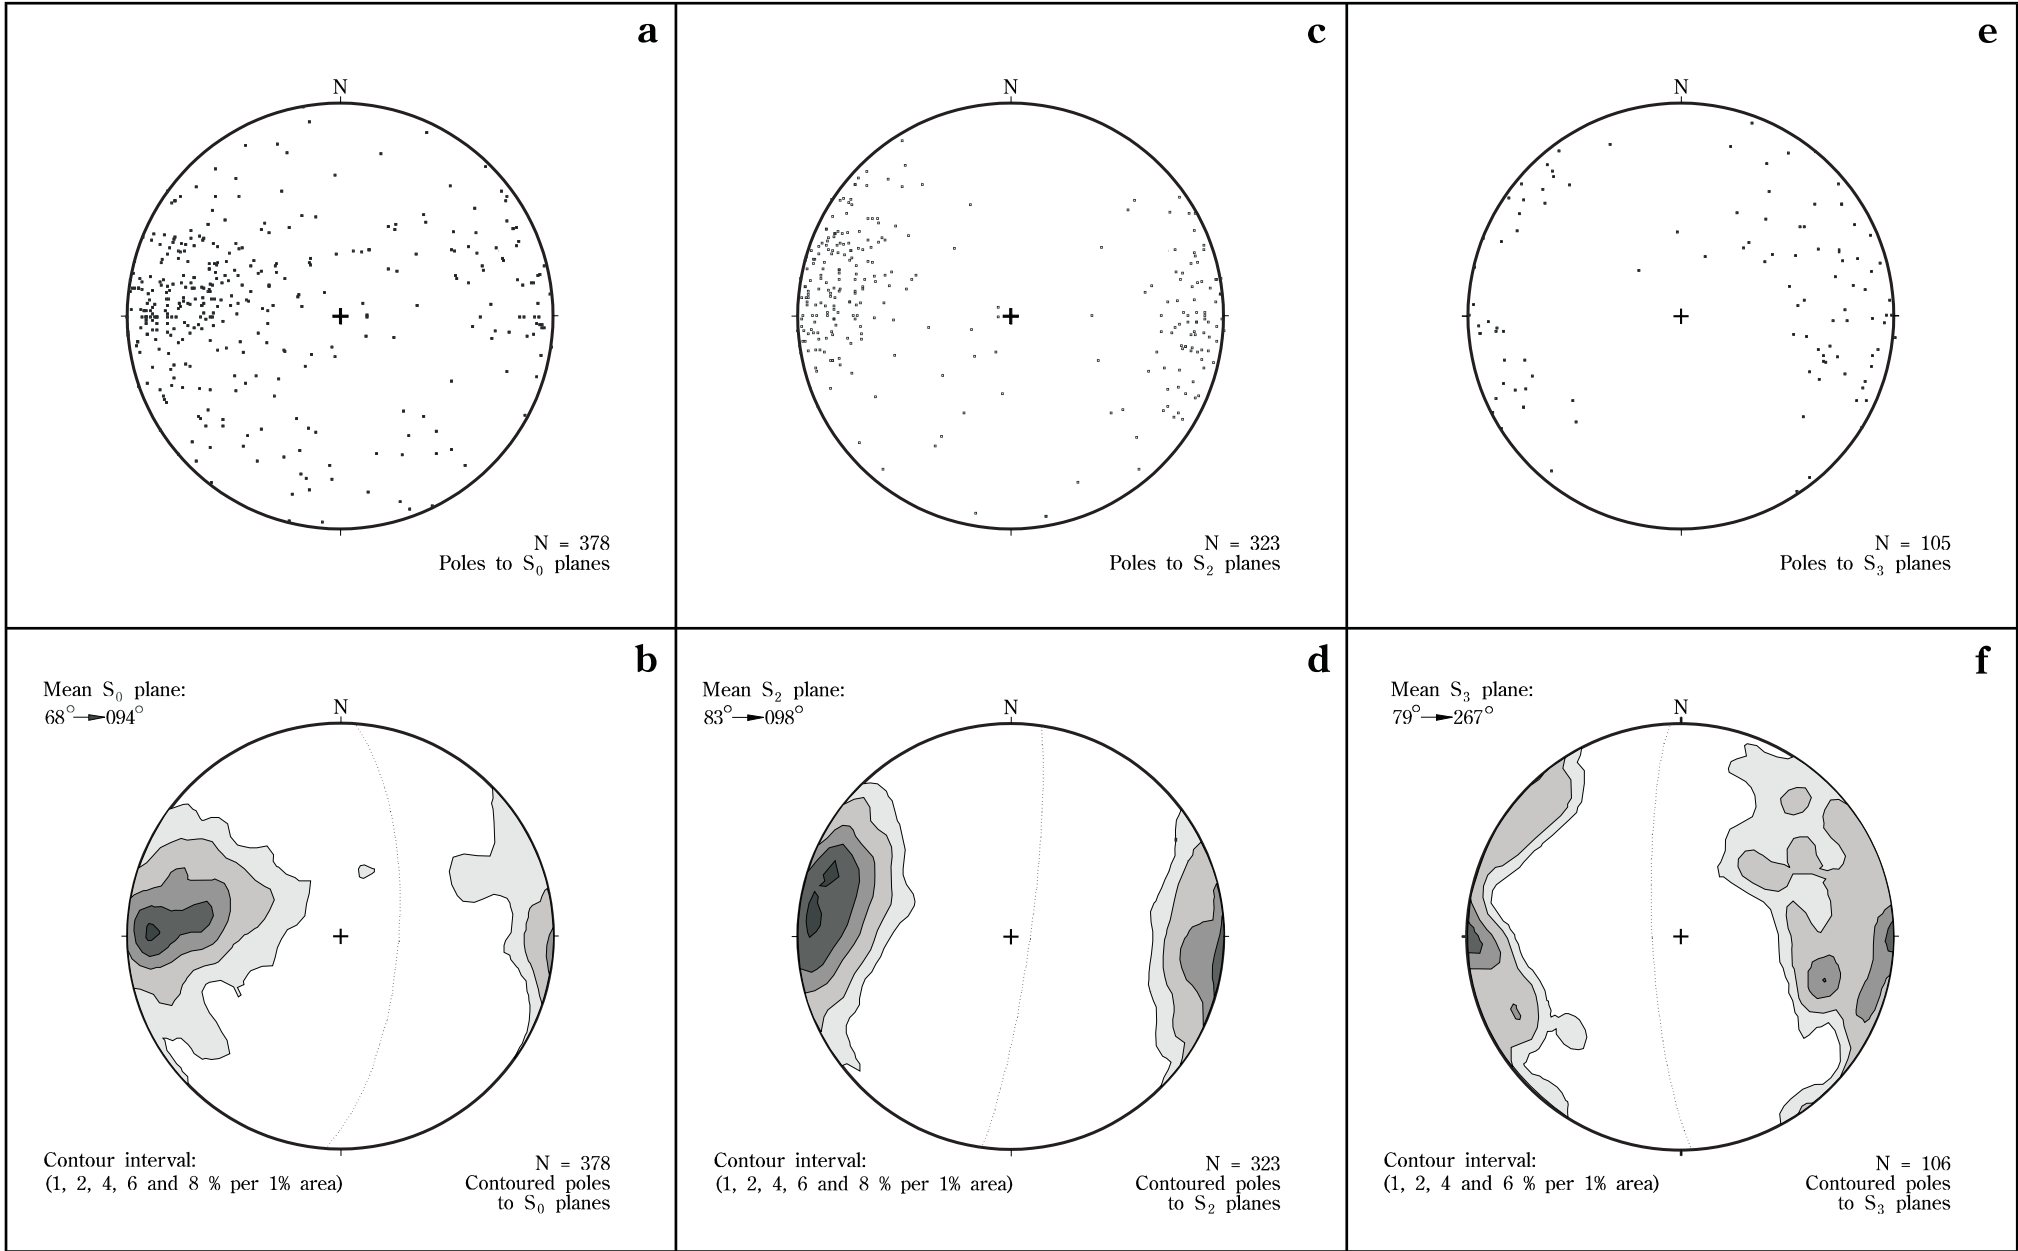 a
N
N = 378
Poles to S₀ planes
c
N
N = 323
Poles to S₂ planes
e
N
N = 105
Poles to S₃ planes
b
Mean S₀ plane:
68°→094°
N
Contour interval:
(1, 2, 4, 6 and 8 % per 1% area)
N = 378
Contoured poles
to S₀ planes
d
Mean S₂ plane:
83°→098°
N
Contour interval:
(1, 2, 4, 6 and 8 % per 1% area)
N = 323
Contoured poles
to S₂ planes
f
Mean S₃ plane:
79°→267°
N
Contour interval:
(1, 2, 4 and 6 % per 1% area)
N = 106
Contoured poles
to S₃ planes